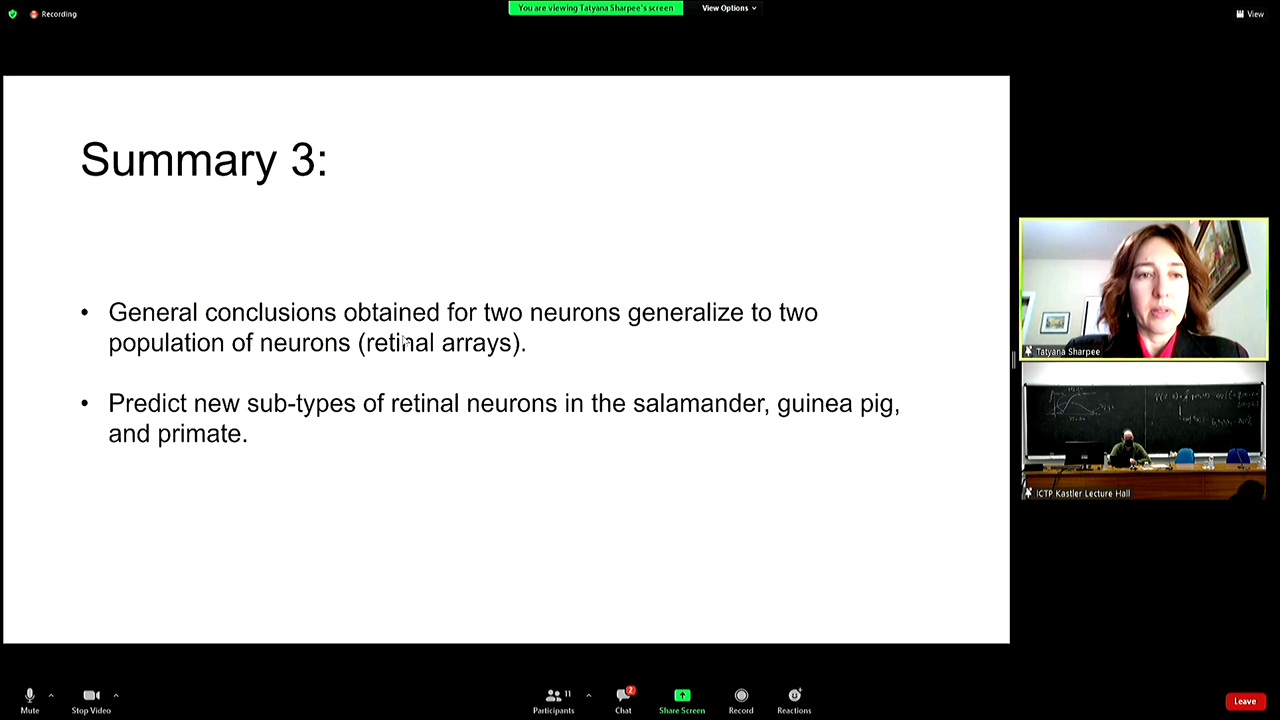 Recording
You are viewing Tatyana Sharpee's screen
View Options
View
Summary 3:
• General conclusions obtained for two neurons generalize to two
population of neurons (retinal arrays).
• Predict new sub-types of retinal neurons in the salamander, guinea pig,
and primate.
Tatyana Sharpee
ICTP Kastler Lecture Hall
Mute
Stop Video
11
Participants
2
Chat
Share Screen
Record
Reactions
Leave